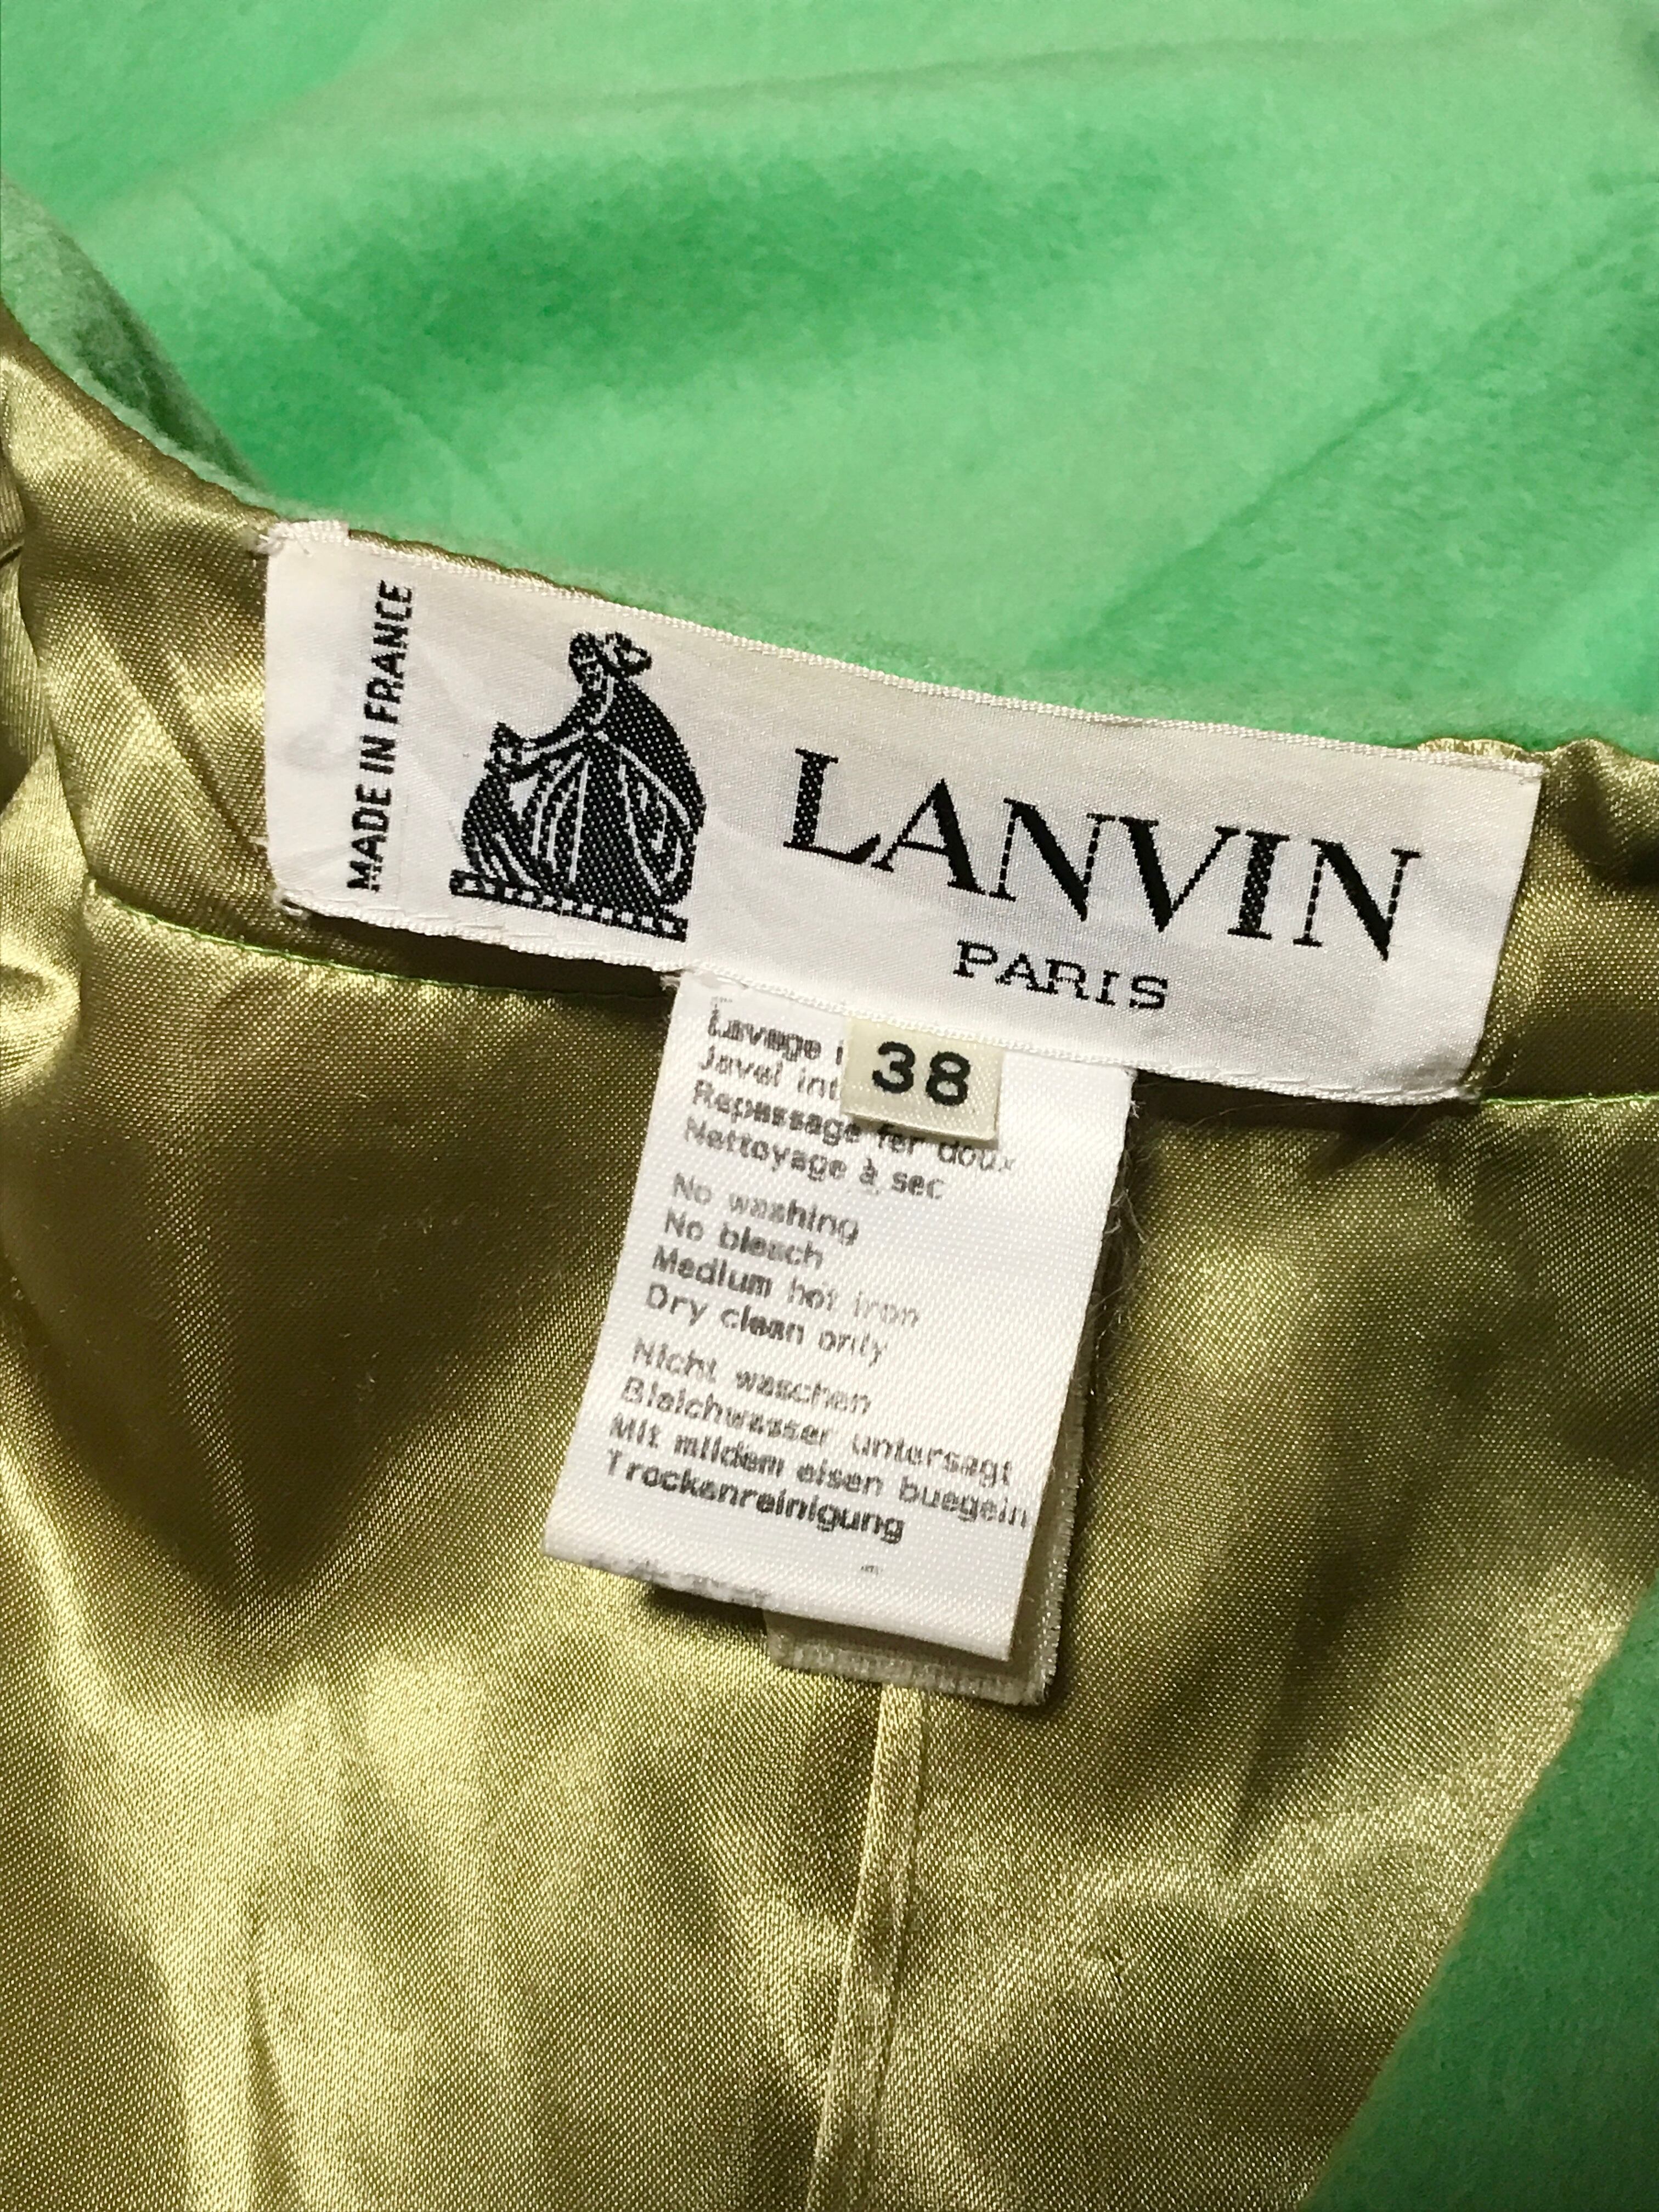 MADE IN FRANCE
LANVIN
PARIS
38
Lavage
Javel
Repassage fer doux
Nettoyage à sec
No washing
No bleach
Medium hot iron
Dry clean only
Nicht waschen
Bleichwasser untersagt
Mit mildem eisen buegeln
Trockenreinigung